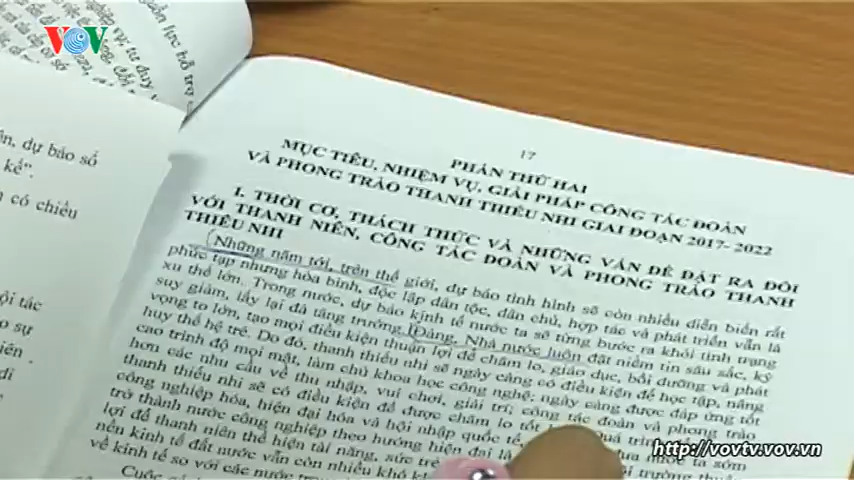 VOV
17
PHẦN THỨ HAI
MỤC TIÊU, NHIỆM VỤ, GIẢI PHÁP CÔNG TÁC ĐOÀN
VÀ PHONG TRÀO THANH THIẾU NHI GIAI ĐOẠN 2017- 2022
I. THỜI CƠ, THÁCH THỨC VÀ NHỮNG VẤN ĐỀ ĐẶT RA ĐỐI
VỚI THANH NIÊN, CÔNG TÁC ĐOÀN VÀ PHONG TRÀO THANH
THIẾU NHI
Những năm tới, trên thế giới, dự báo tình hình sẽ còn nhiều diễn biến rất
phức tạp nhưng hòa bình, độc lập dân tộc, dân chủ, hợp tác và phát triển vẫn là
xu thế lớn. Trong nước, dự báo kinh tế nước ta sẽ từng bước ra khỏi tình trạng
suy giảm, lấy lại đà tăng trưởng. Đảng, Nhà nước luôn đặt niềm tin sâu sắc, kỳ
vọng to lớn, tạo mọi điều kiện thuận lợi để chăm lo, giáo dục, bồi dưỡng và phát
huy thế hệ trẻ. Do đó, thanh thiếu nhi sẽ ngày càng có điều kiện để học tập, nâng
cao trình độ mọi mặt, làm chủ khoa học công nghệ; ngày càng được đáp ứng tốt
hơn các nhu cầu về thu nhập, vui chơi, giải trí; công tác đoàn và phong trào
thanh thiếu nhi sẽ có điều kiện để được chăm lo tốt
công nghiệp hóa, hiện đại hóa và hội nhập quốc tế
trở thành nước công nghiệp theo hướng hiện đại
lợi để thanh niên thể hiện tài năng, sức trẻ
nền kinh tế đất nước vẫn còn nhiều khó
về kinh tế so với các nước trong
ên, dự báo số
kế".
có chiều
ội tác
o sự
iên .
di
http://vovtv.vov.vn